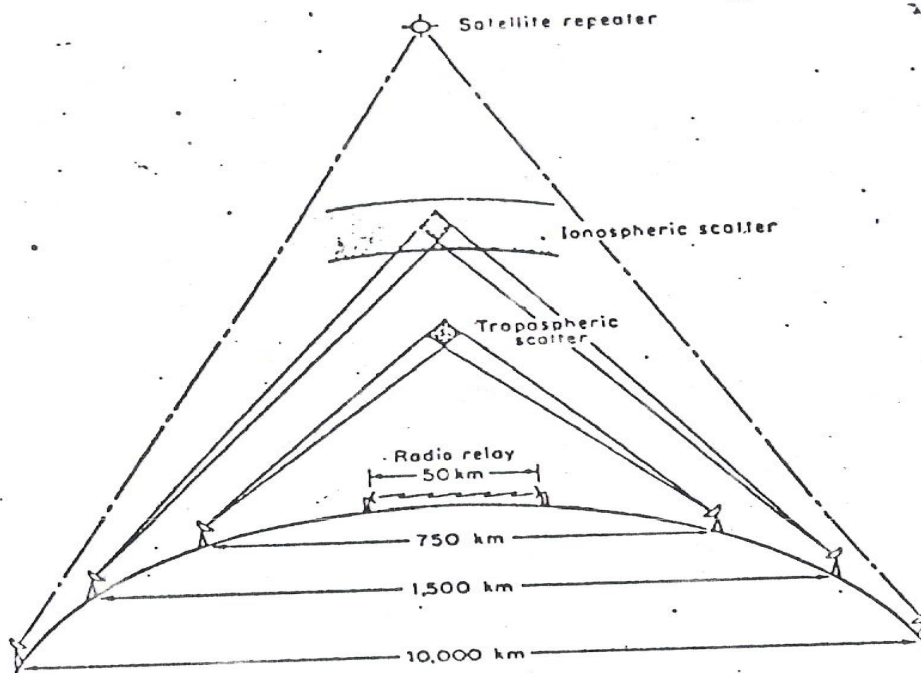 Satellite repeater
Ionospheric scatter
Tropospheric
scatter
Radio relay
50 km
750 km
1,500 km
10,000 km